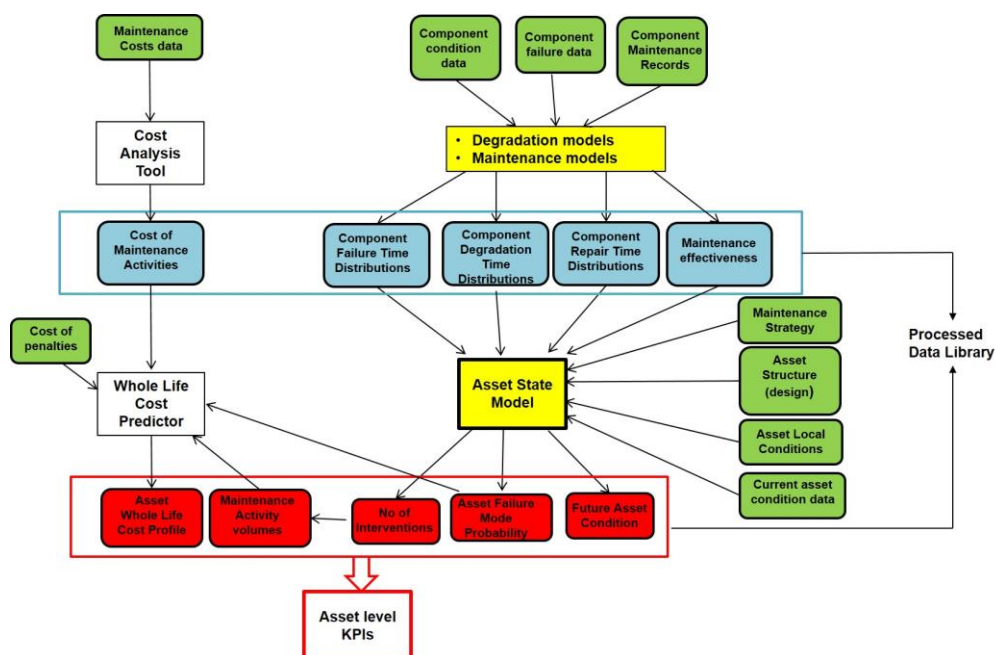 Maintenance
Costs data
Component
condition
data
Component
failure data
Component
Maintenance
Records
Cost
Analysis
Tool
• Degradation models
• Maintenance models
Cost of
Maintenance
Activities
Component
Failure Time
Distributions
Component
Degradation
Time
Distributions
Component
Repair Time
Distributions
Maintenance
effectiveness
Cost of
penalties
Whole Life
Cost
Predictor
Asset State
Model
Maintenance
Strategy
Asset
Structure
(design)
Asset Local
Conditions
Current asset
condition data
Processed
Data Library
Asset
Whole Life
Cost Profile
Maintenance
Activity
volumes
No of
Interventions
Asset Failure
Mode
Probability
Future Asset
Condition
Asset level
KPIs